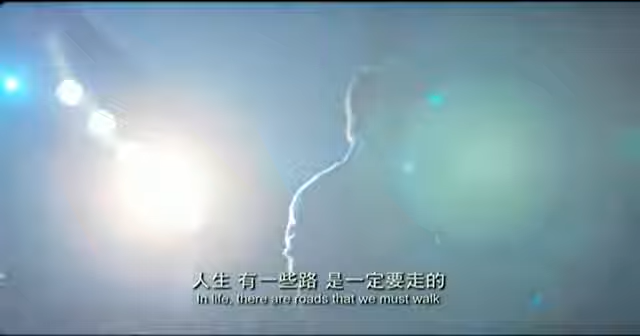 人生 有一些路 是一定要走的
In life, there are roads that we must walk